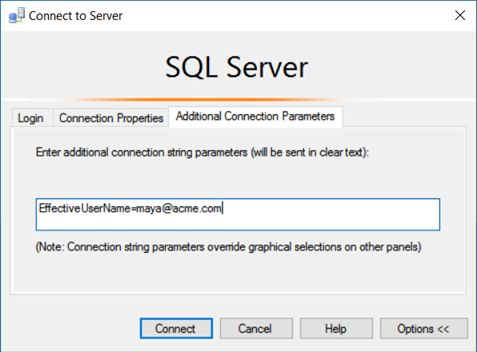 Connect to Server
SQL Server
Login Connection Properties Additional Connection Parameters
Enter additional connection string parameters (will be sent in clear text):
EffectiveUserName=maya@acme.com
(Note: Connection string parameters override graphical selections on other panels)
Connect Cancel Help Options <<